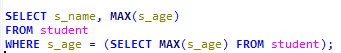 SELECT s_name, MAX(s_age)
FROM student
WHERE s_age = (SELECT MAX(s_age) FROM student);